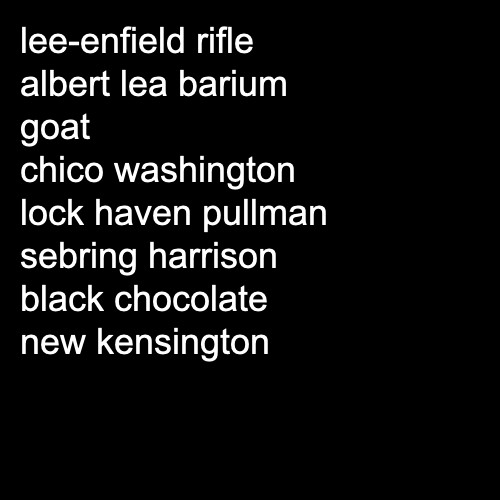 lee-enfield rifle
albert lea barium
goat
chico washington
lock haven pullman
sebring harrison
black chocolate
new kensington